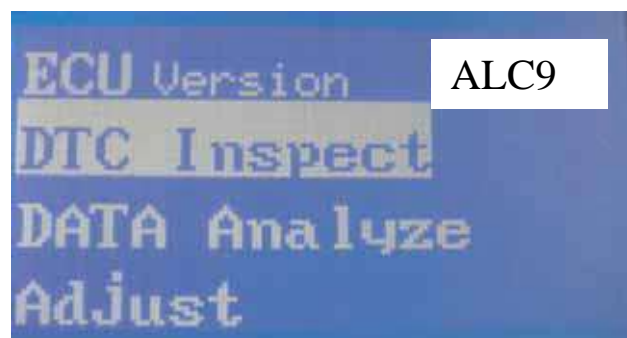 ECU Version
ALC9
DTC Inspect
DATA Analyze
Adjust